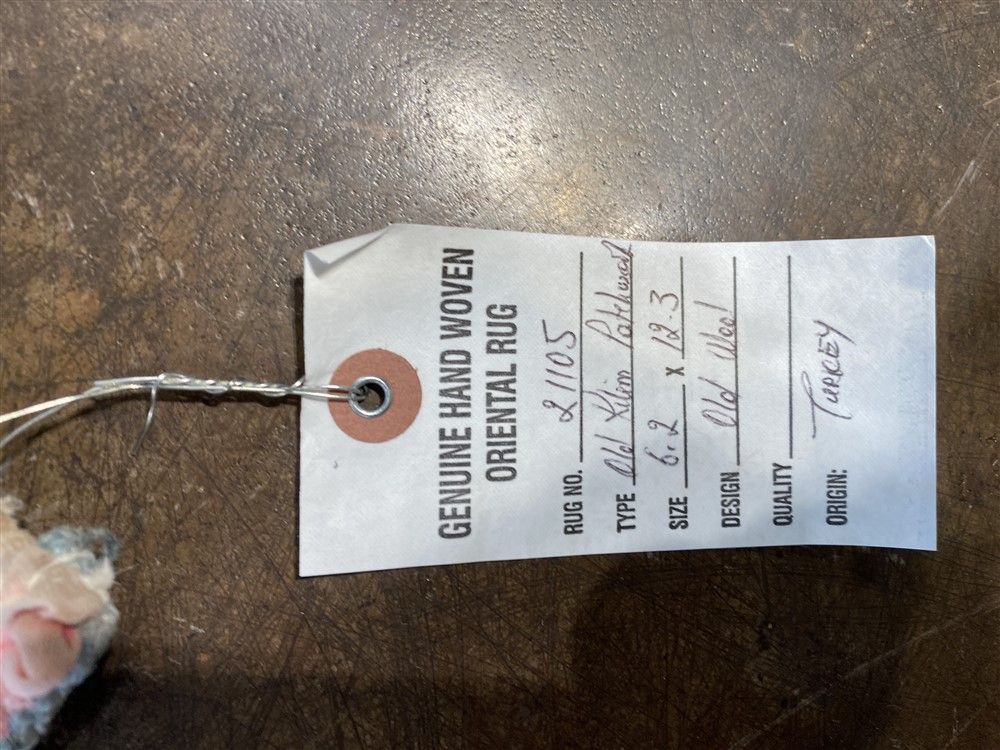 GENUINE HAND WOVEN
ORIENTAL RUG
RUG NO. 21105
TYPE Old Kilim Patchwork
SIZE 6.2 X 12-3
DESIGN Old Wool
QUALITY
ORIGIN: TURKEY